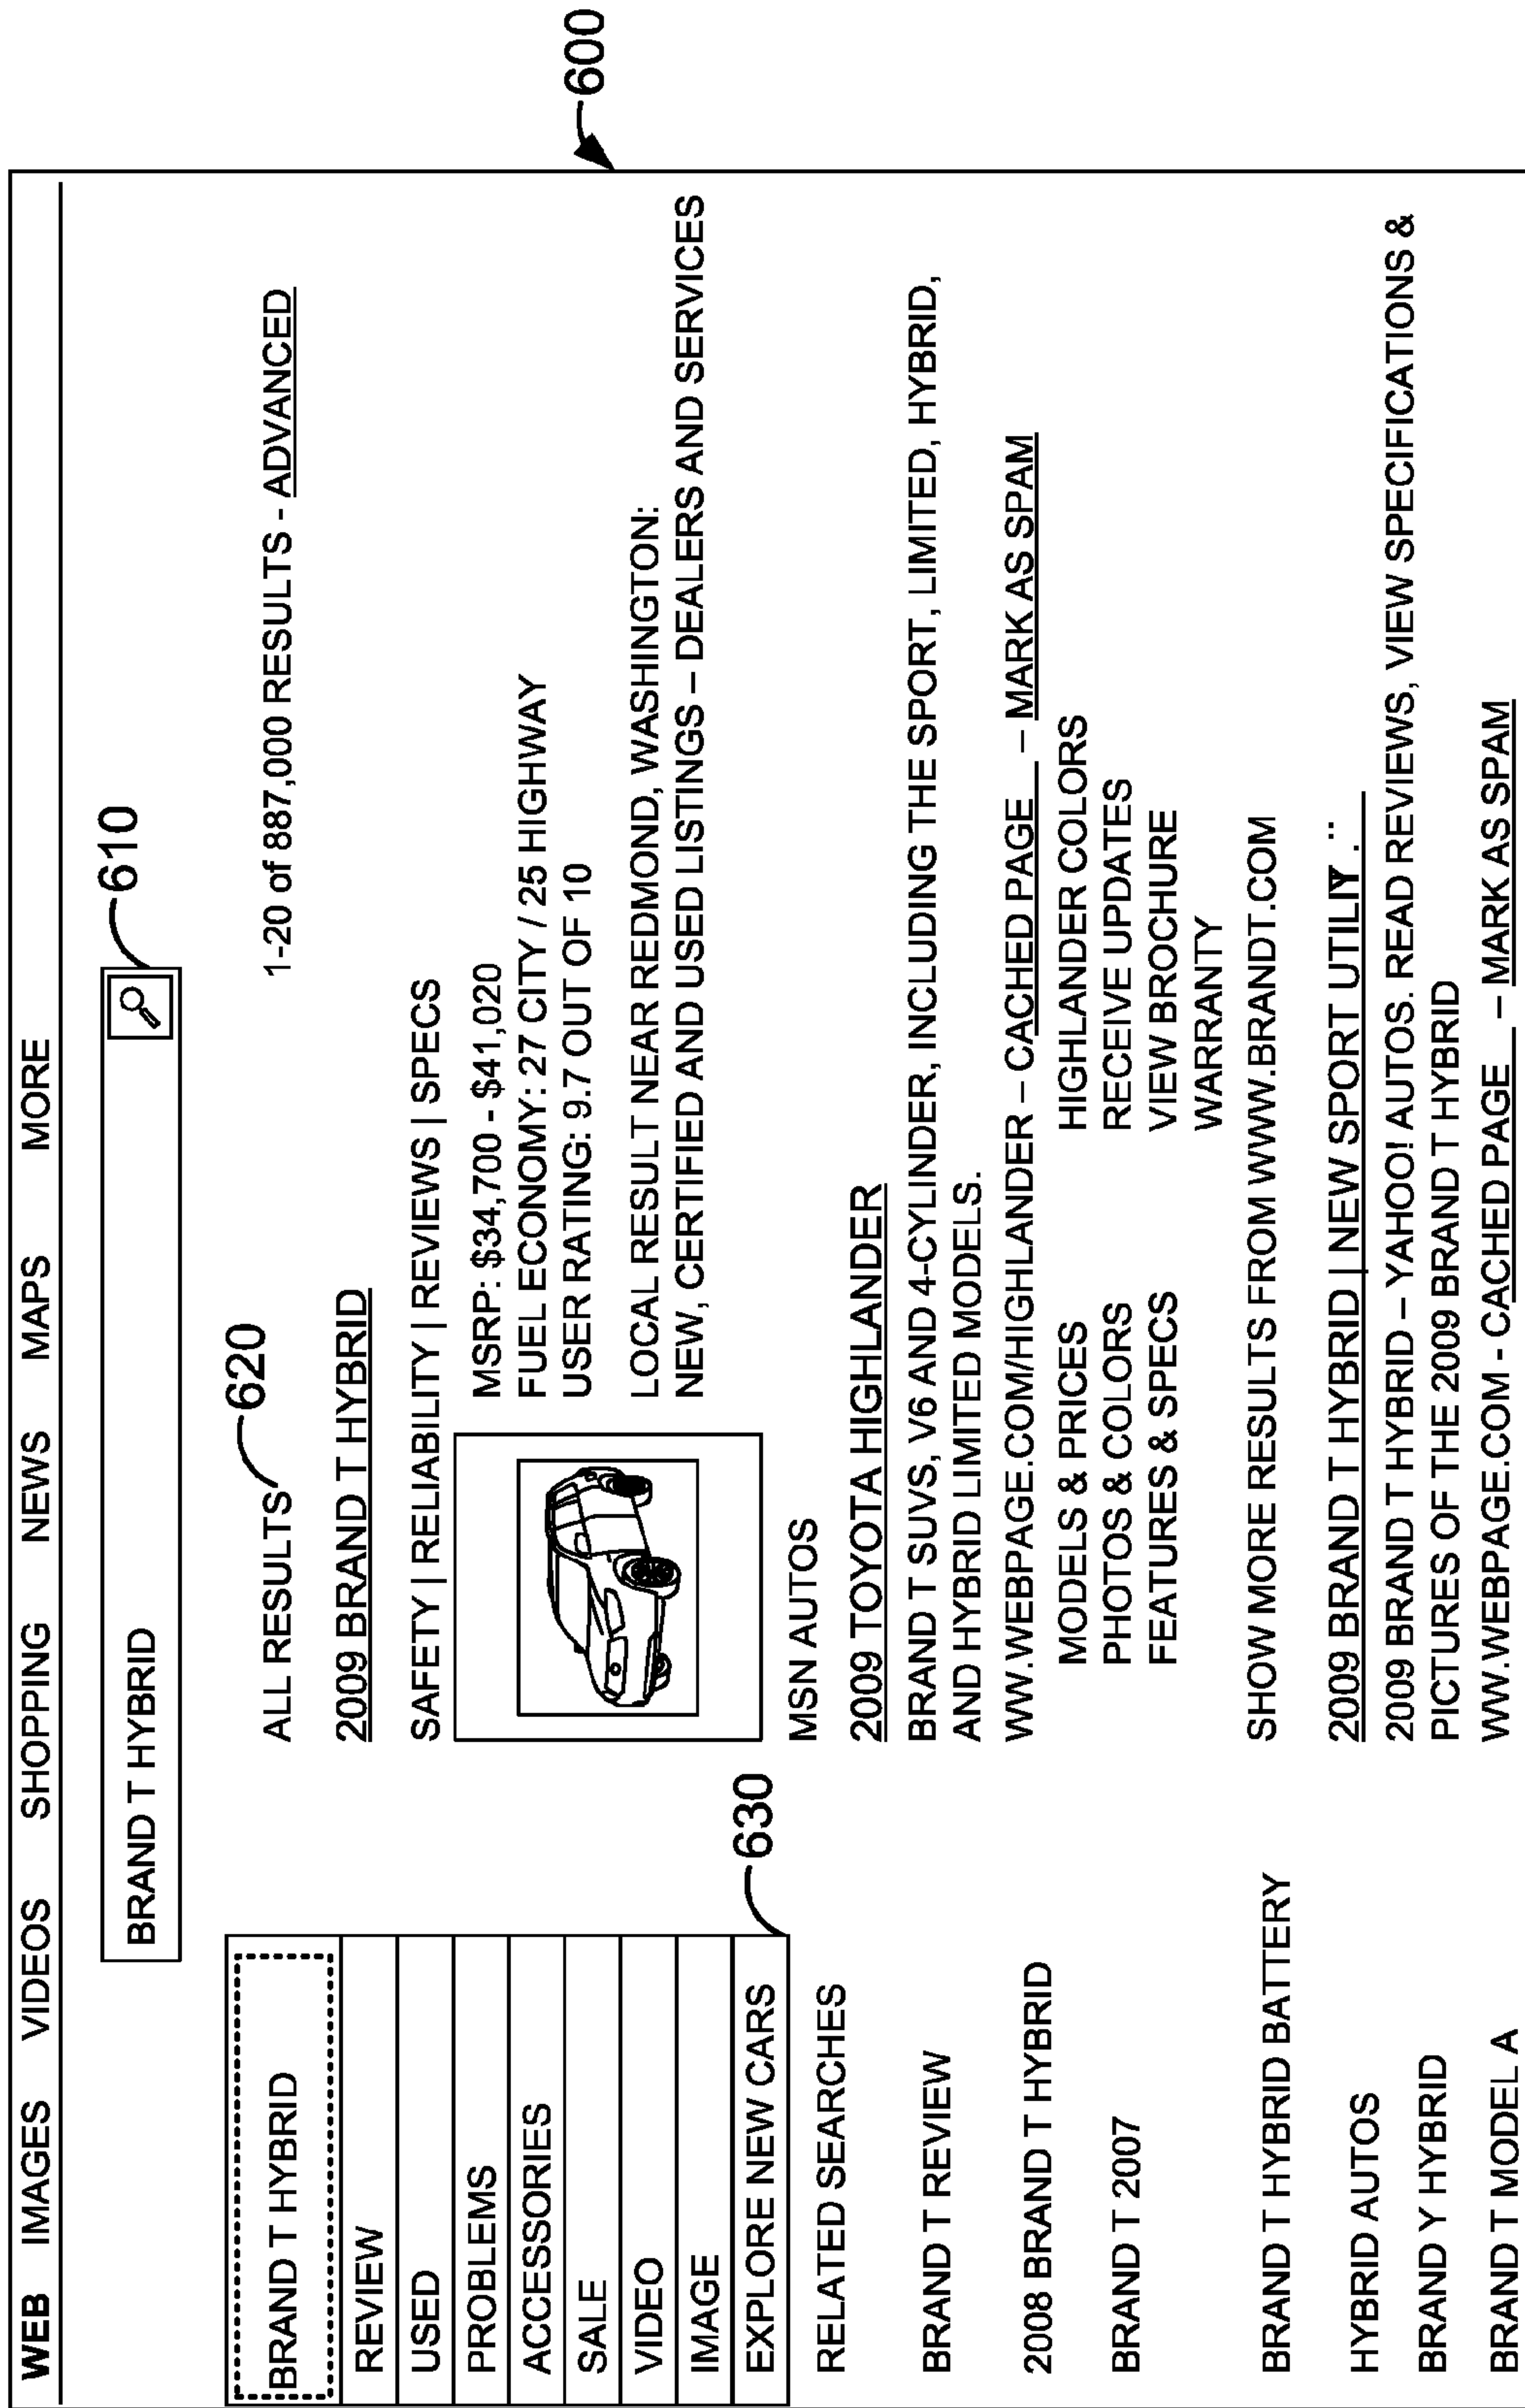 WEB IMAGES VIDEOS SHOPPING NEWS MAPS MORE
BRAND T HYBRID
610
600
620
ALL RESULTS
1-20 of 887,000 RESULTS - ADVANCED
BRAND T HYBRID
REVIEW
USED
PROBLEMS
ACCESSORIES
SALE
VIDEO
IMAGE
EXPLORE NEW CARS
630
RELATED SEARCHES
BRAND T REVIEW
2008 BRAND T HYBRID
BRAND T 2007
BRAND T HYBRID BATTERY
HYBRID AUTOS
BRAND Y HYBRID
BRAND T MODEL A
2009 BRAND T HYBRID
SAFETY | RELIABILITY | REVIEWS | SPECS
MSRP: $34,700 - $41,020
FUEL ECONOMY: 27 CITY / 25 HIGHWAY
USER RATING: 9.7 OUT OF 10
LOCAL RESULT NEAR REDMOND, WASHINGTON:
NEW, CERTIFIED AND USED LISTINGS – DEALERS AND SERVICES
MSN AUTOS
2009 TOYOTA HIGHLANDER
BRAND T SUVS, V6 AND 4-CYLINDER, INCLUDING THE SPORT, LIMITED, HYBRID,
AND HYBRID LIMITED MODELS.
WW.WEBPAGE.COM/HIGHLANDER – CACHED PAGE – MARK AS SPAM
MODELS & PRICES HIGHLANDER COLORS
PHOTOS & COLORS RECEIVE UPDATES
FEATURES & SPECS VIEW BROCHURE
WARRANTY
SHOW MORE RESULTS FROM WWW.BRANDT.COM
2009 BRAND T HYBRID | NEW SPORT UTILIY ...
2009 BRAND T HYBRID – YAHOO! AUTOS. READ REVIEWS, VIEW SPECIFICATIONS &
PICTURES OF THE 2009 BRAND T HYBRID
WW.WEBPAGE.COM - CACHED PAGE – MARK AS SPAM